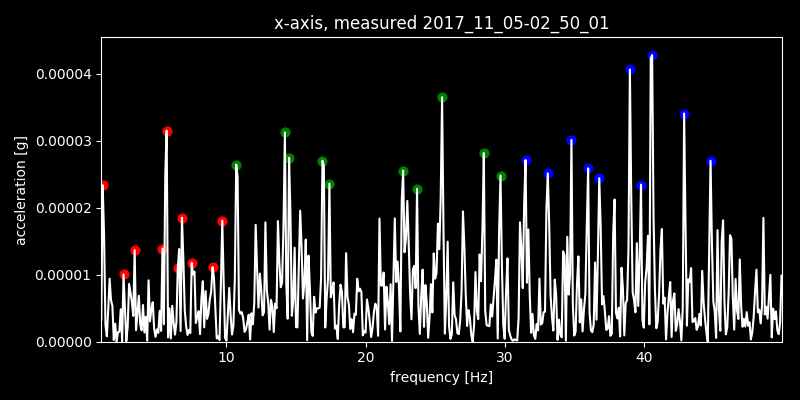 x-axis, measured 2017_11_05-02_50_01
acceleration [g]
0.00004
0.00003
0.00002
0.00001
0.00000
10 20 30 40
frequency [Hz]